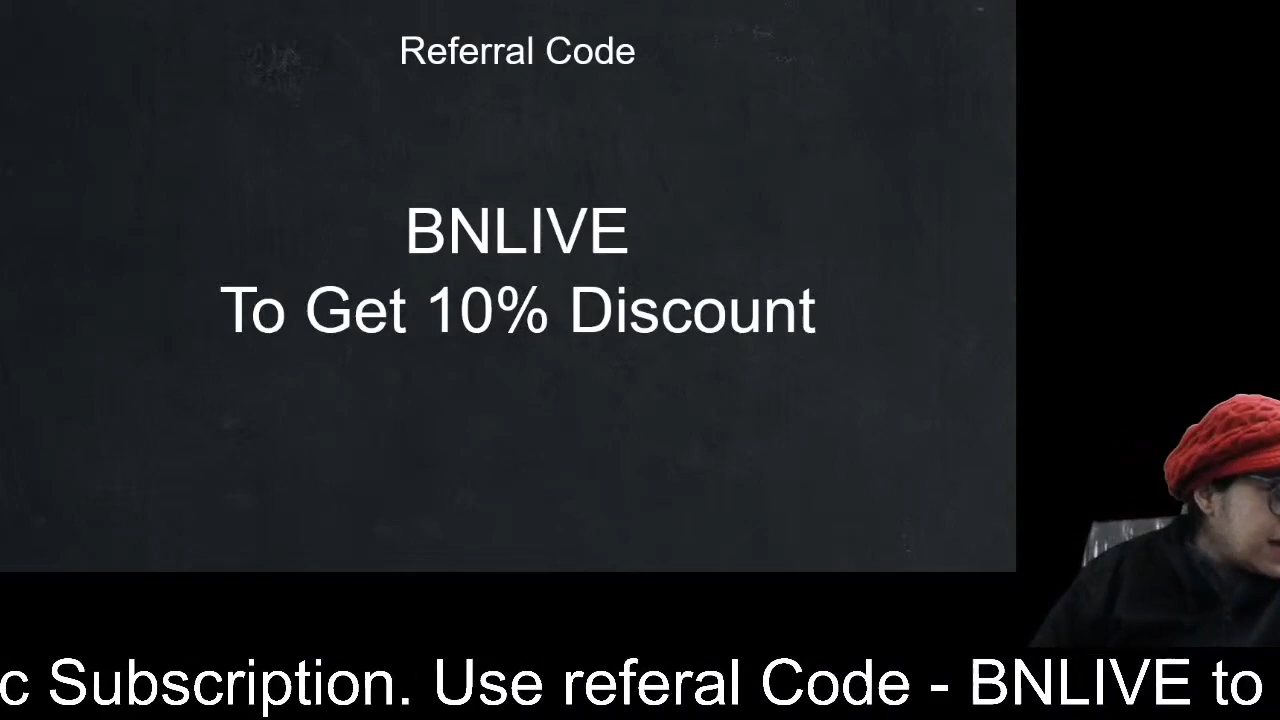 Referral Code
BNLIVE
To Get 10% Discount
c Subscription. Use referal Code - BNLIVE to